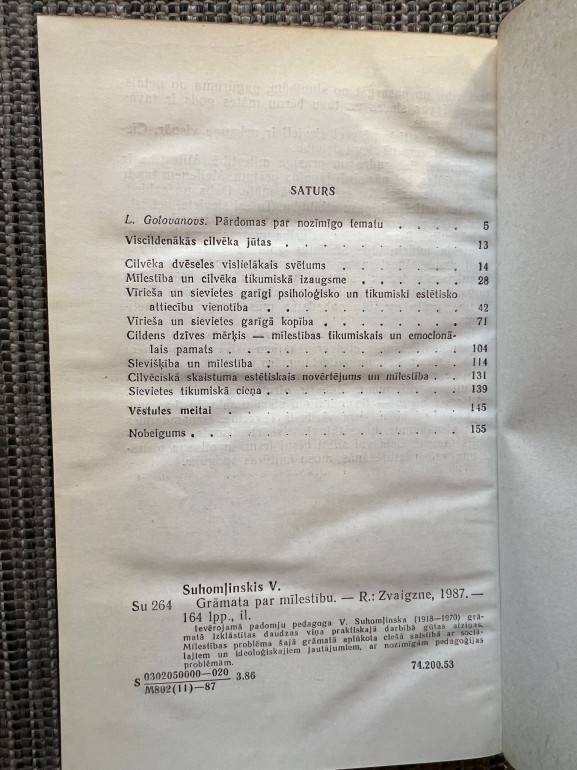 SATURS
L. Golovanovs. Pārdomas par nozīmīgo tematu . . . . 5
Viscildenākās cilvēka jūtas . . . . . . . . . . 13
Cilvēka dvēseles vislielākais svētums . . . . . . . 14
Mīlestība un cilvēka tikumiskā izaugsme . . . . . . 28
Vīrieša un sievietes garīgi psiholoģisko un tikumiski estētisko
attiecību vienotība . . . . . . . . . . . 42
Vīrieša un sievietes garīgā kopība . . . . . . . . 71
Cildens dzīves mērķis — mīlestības tikumiskais un emocionā-
lais pamats . . . . . . . . . . . . . 104
Sievišķība un mīlestība . . . . . . . . . . . 114
Cilvēciskā skaistuma estētiskais novērtējums un mīlestība . . 131
Sievietes tikumiskā cieņa . . . . . . . . . . . 139
Vēstules meitai . . . . . . . . . . . . . 145
Nobeigums . . . . . . . . . . . . . . 155
Suhomļinskis V.
Su 264 Grāmata par mīlestību. — R.: Zvaigzne, 1987. —
164 lpp., il.
Ievērojamā padomju pedagoga V. Suhomļinska (1918—1970) grā-
matā izklāstītas daudzas viņa praktiskajā darbībā gūtās atziņas.
Mīlestības problēma šajā grāmatā aplūkota ciešā saistībā ar sociā-
lajiem un ideoloģiskajiem jautājumiem, ar nozīmīgām pedagoģijas
problēmām.
S 0302050000—020 3.86
M802(11)—87
74.200.53